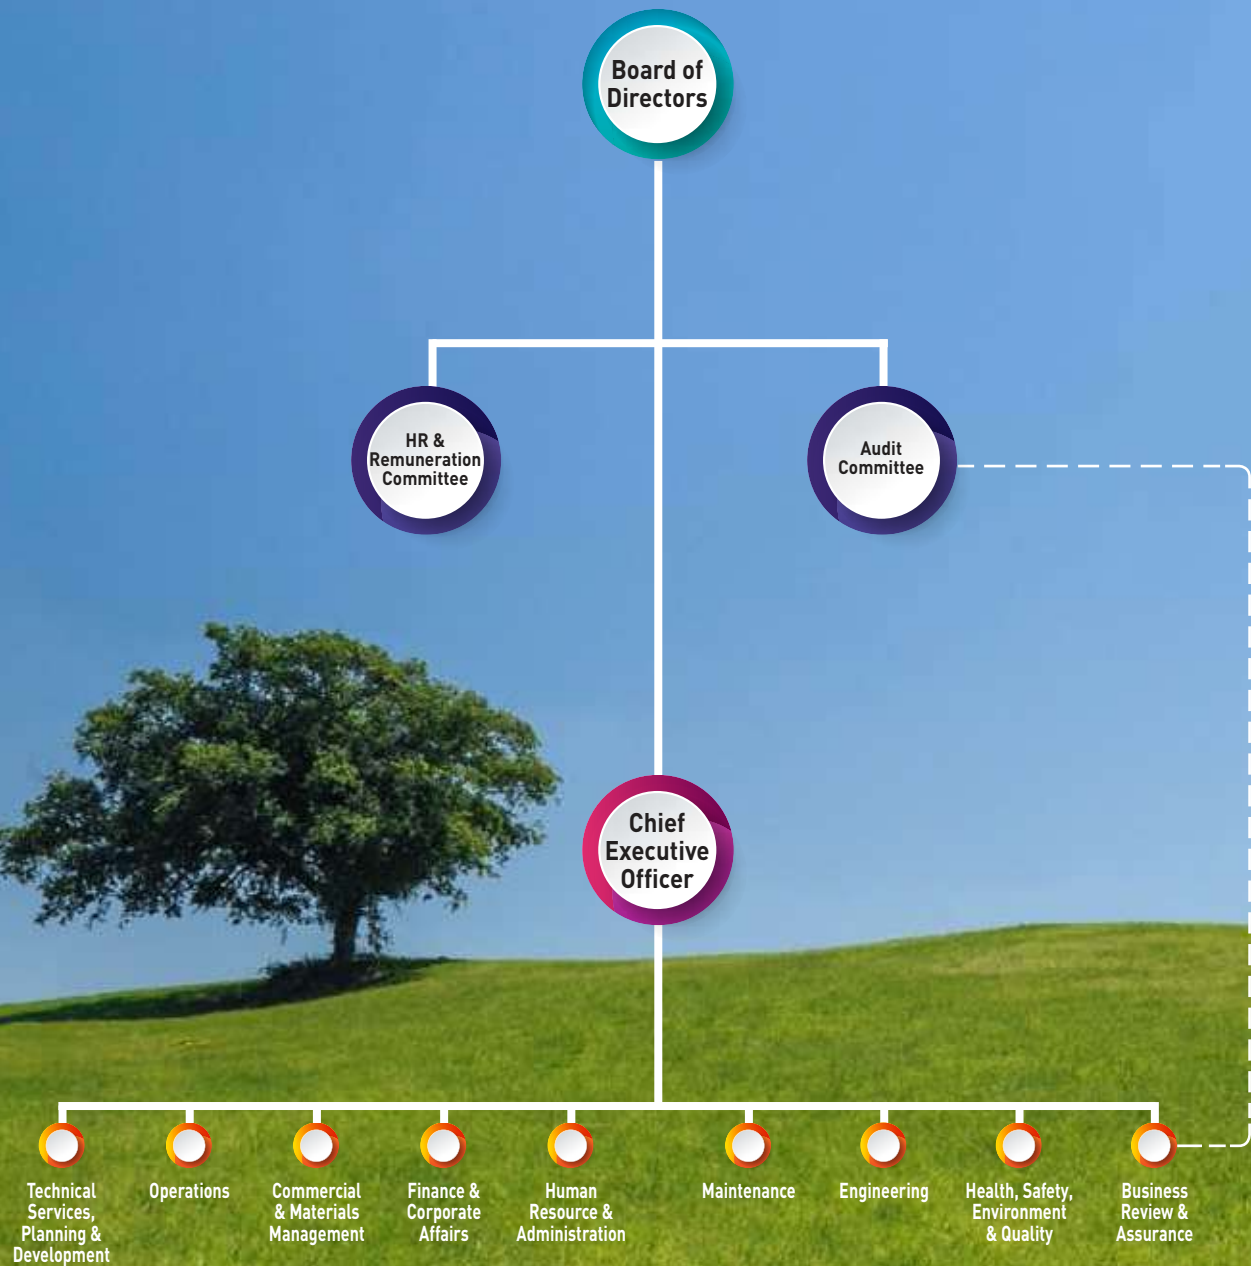 Board of
Directors
HR &
Remuneration
Committee
Audit
Committee
Chief
Executive
Officer
Technical
Services,
Planning &
Development
Operations
Commercial
& Materials
Management
Finance &
Corporate
Affairs
Human
Resource &
Administration
Maintenance
Engineering
Health, Safety,
Environment
& Quality
Business
Review &
Assurance